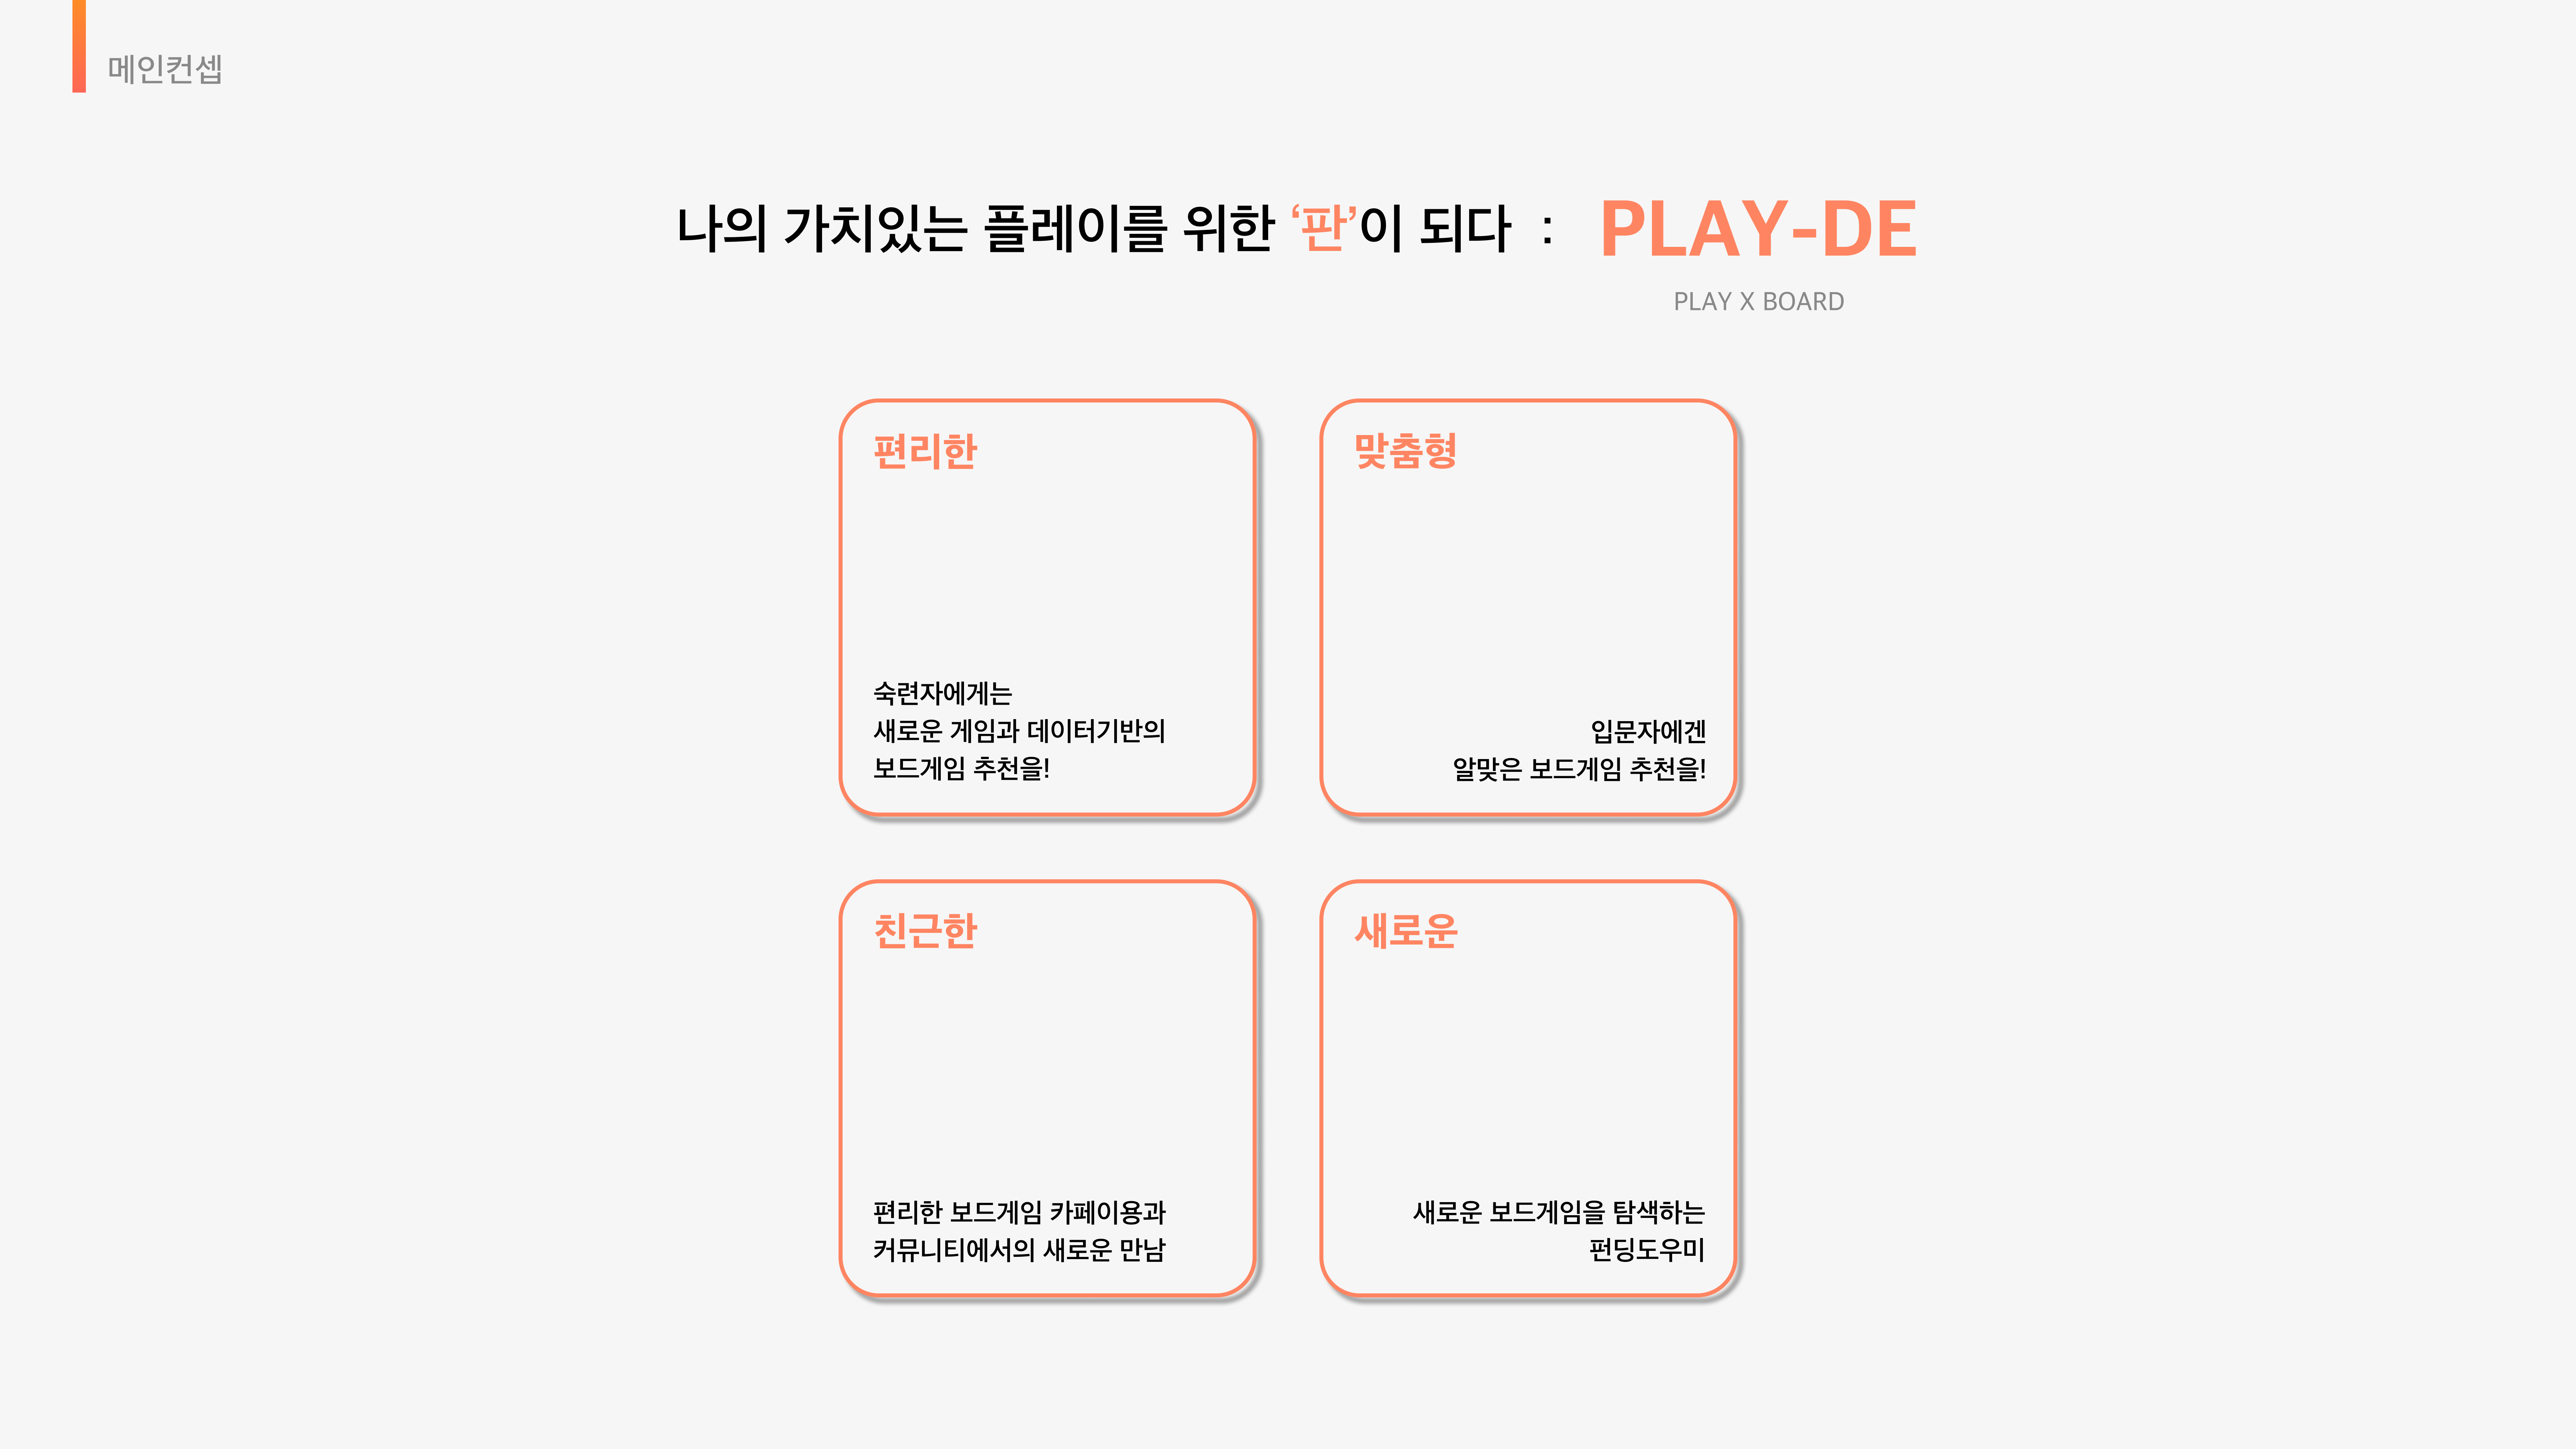 메인컨셉
나의 가치있는 플레이를 위한 ‘판’이 되다 : PLAY-DE
PLAY X BOARD
편리한
숙련자에게는
새로운 게임과 데이터기반의
보드게임 추천을!
맞춤형
입문자에겐
알맞은 보드게임 추천을!
친근한
편리한 보드게임 카페이용과
커뮤니티에서의 새로운 만남
새로운
새로운 보드게임을 탐색하는
펀딩도우미